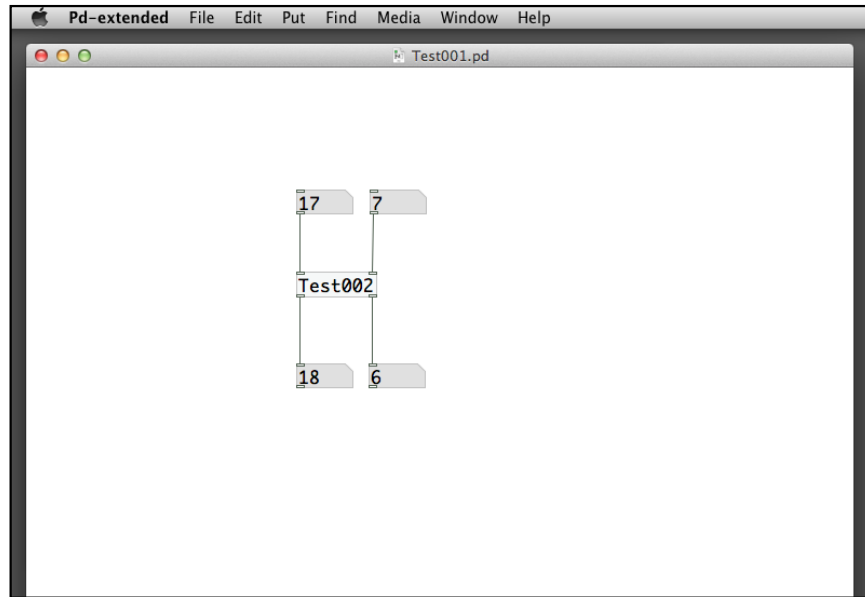 Pd-extended File Edit Put Find Media Window Help
Test001.pd
17 7
Test002
18 6